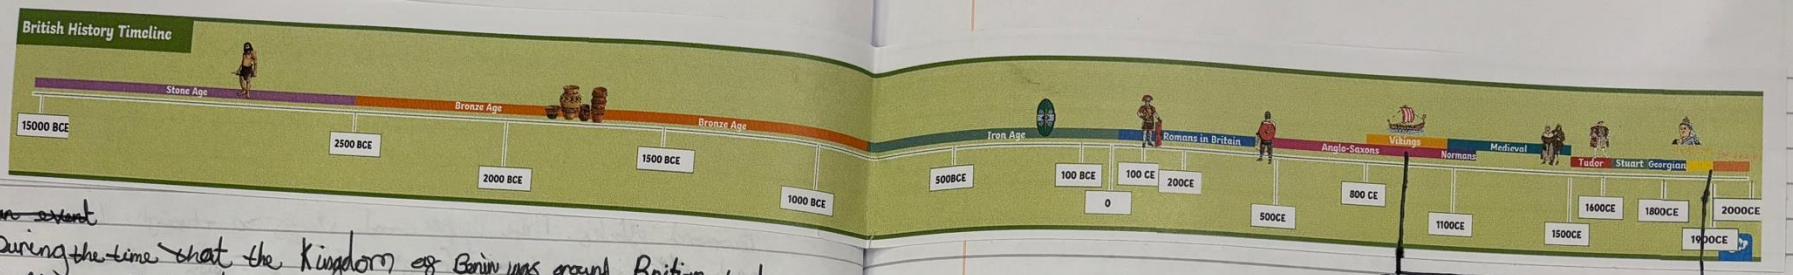 British History Timeline
Stone Age
Bronze Age
Bronze Age
Iron Age
Romans in Britain
Anglo-Saxons
Vikings
Normans
Medieval
Tudor
Stuart
Georgian
15000 BCE
2500 BCE
2000 BCE
1500 BCE
1000 BCE
500BCE
100 BCE
0
100 CE
200CE
500CE
800 CE
1100CE
1500CE
1600CE
1800CE
1900CE
2000CE
an event
During the time that the Kingdom of Benin was around